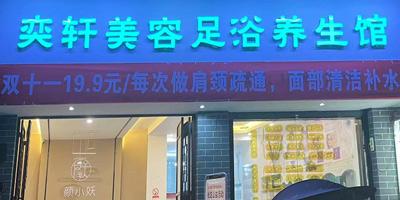 奕轩美容足浴养生馆
双十一19.9元/每次做肩颈疏通，面部清洁补水
颜小妖